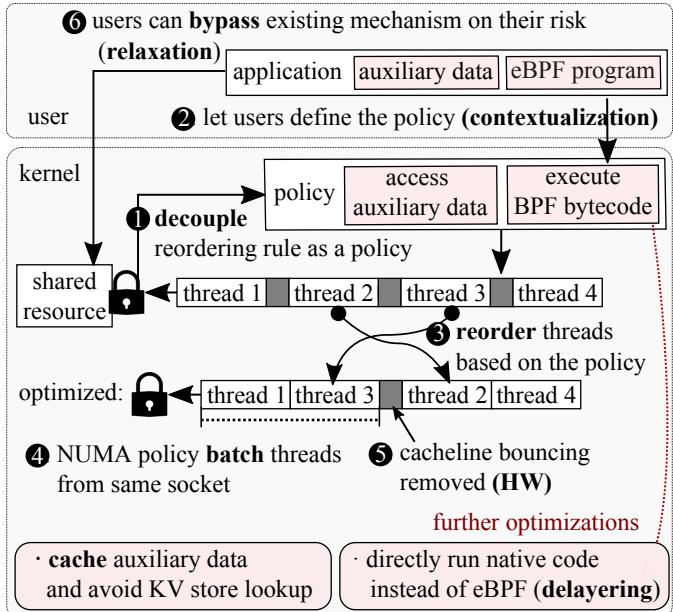 ❻ users can bypass existing mechanism on their risk
(relaxation)
application auxiliary data eBPF program
user
❷ let users define the policy (contextualization)
kernel
policy access auxiliary data execute BPF bytecode
❶ decouple
reordering rule as a policy
shared resource
thread 1 thread 2 thread 3 thread 4
❸ reorder threads
based on the policy
optimized: thread 1 thread 3 thread 2 thread 4
❹ NUMA policy batch threads
from same socket
❺ cacheline bouncing
removed (HW)
further optimizations
· cache auxiliary data
and avoid KV store lookup
· directly run native code
instead of eBPF (delayering)